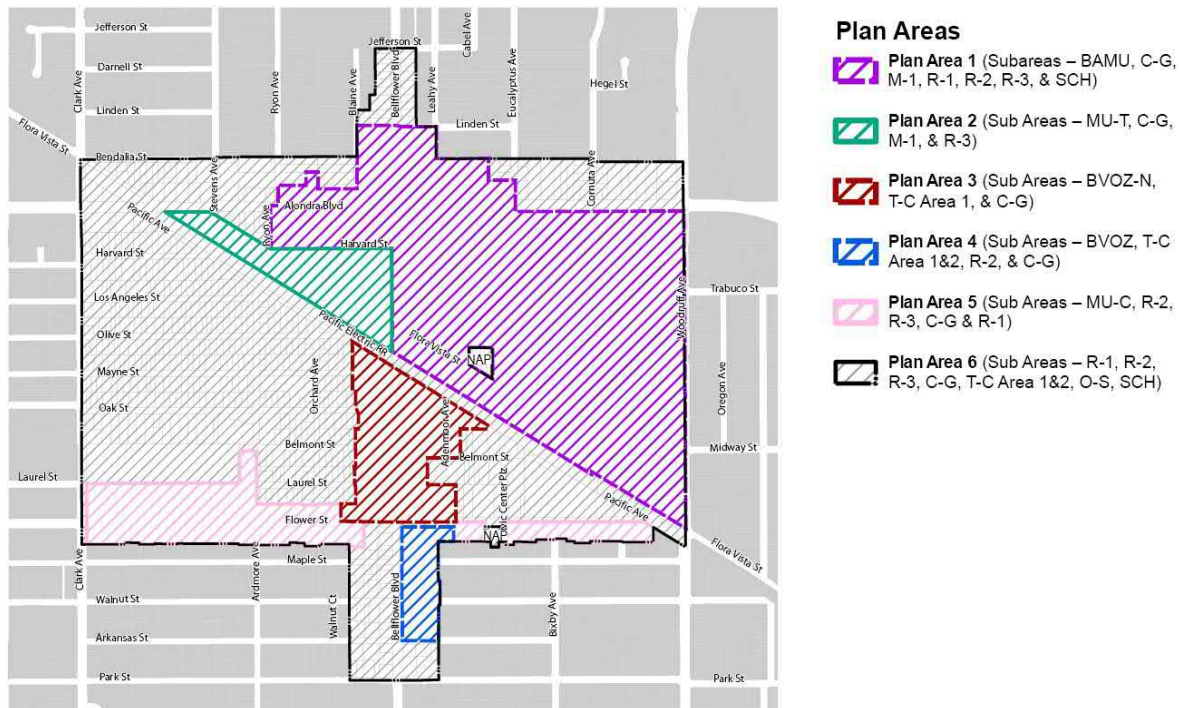 Jefferson St
Jefferson St
Cabel Ave
Bellflower Blvd
Leahy Ave
Eucalyptus Ave
Clark Ave
Darnell St
Ryon Ave
Blaine Ave
Hegel St
Linden St
Linden St
Flora Vista St
Rendalia St
Stevens Ave
Cornuta Ave
Pacific Ave
Ryon Ave
Alondra Blvd
Harvard St
Harvard St
Woodruff Ave
Trabuco St
Los Angeles St
Olive St
Pacific Electric RR
Flora Vista St
NAP
Mayne St
Orchard Ave
Oregon Ave
Oak St
Adenmoor Ave
Belmont St
Belmont St
Midway St
Laurel St
Laurel St
Civic Center Plz
Pacific Ave
Flower St
NAP
Flora Vista St
Maple St
Clark Ave
Ardmore Ave
Walnut Ct
Bellflower Blvd
Bixby Ave
Walnut St
Arkansas St
Park St
Park St
Plan Areas
Plan Area 1 (Subareas – BAMU, C-G,
M-1, R-1, R-2, R-3, & SCH)
Plan Area 2 (Sub Areas – MU-T, C-G,
M-1, & R-3)
Plan Area 3 (Sub Areas – BVOZ-N,
T-C Area 1, & C-G)
Plan Area 4 (Sub Areas – BVOZ, T-C
Area 1&2, R-2, & C-G)
Plan Area 5 (Sub Areas – MU-C, R-2,
R-3, C-G & R-1)
Plan Area 6 (Sub Areas – R-1, R-2,
R-3, C-G, T-C Area 1&2, O-S, SCH)